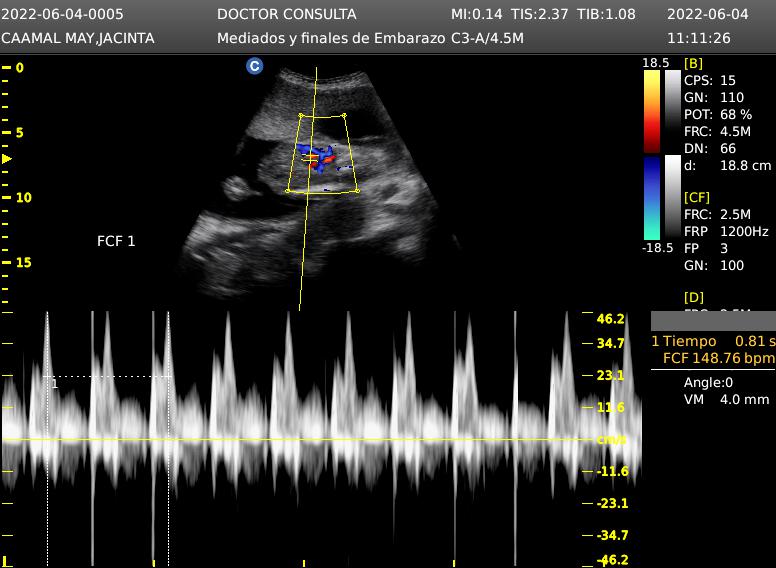 2022-06-04-0005 DOCTOR CONSULTA MI:0.14 TIS:2.37 TIB:1.08 2022-06-04
CAAMAL MAY,JACINTA Mediados y finales de Embarazo C3-A/4.5M 11:11:26
C
0
5
10
15
FCF 1
18.5
-18.5
[B]
CPS: 15
GN: 110
POT: 68 %
FRC: 4.5M
DN: 66
d: 18.8 cm
[CF]
FRC: 2.5M
FRP 1200Hz
FP 3
GN: 100
[D]
1 Tiempo 0.81 s
FCF 148.76 bpm
Angle:0
VM 4.0 mm
46.2
34.7
23.1
11.6
cm/s
-11.6
-23.1
-34.7
-46.2
1